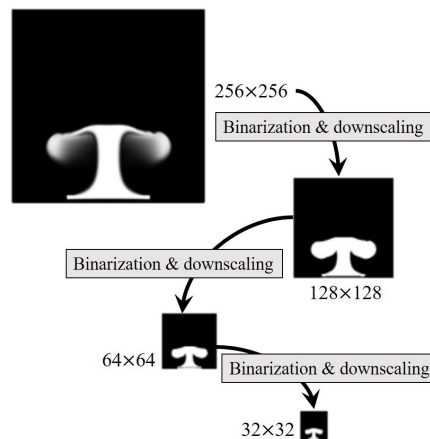 256×256
Binarization & downscaling
Binarization & downscaling
128×128
64×64
Binarization & downscaling
32×32